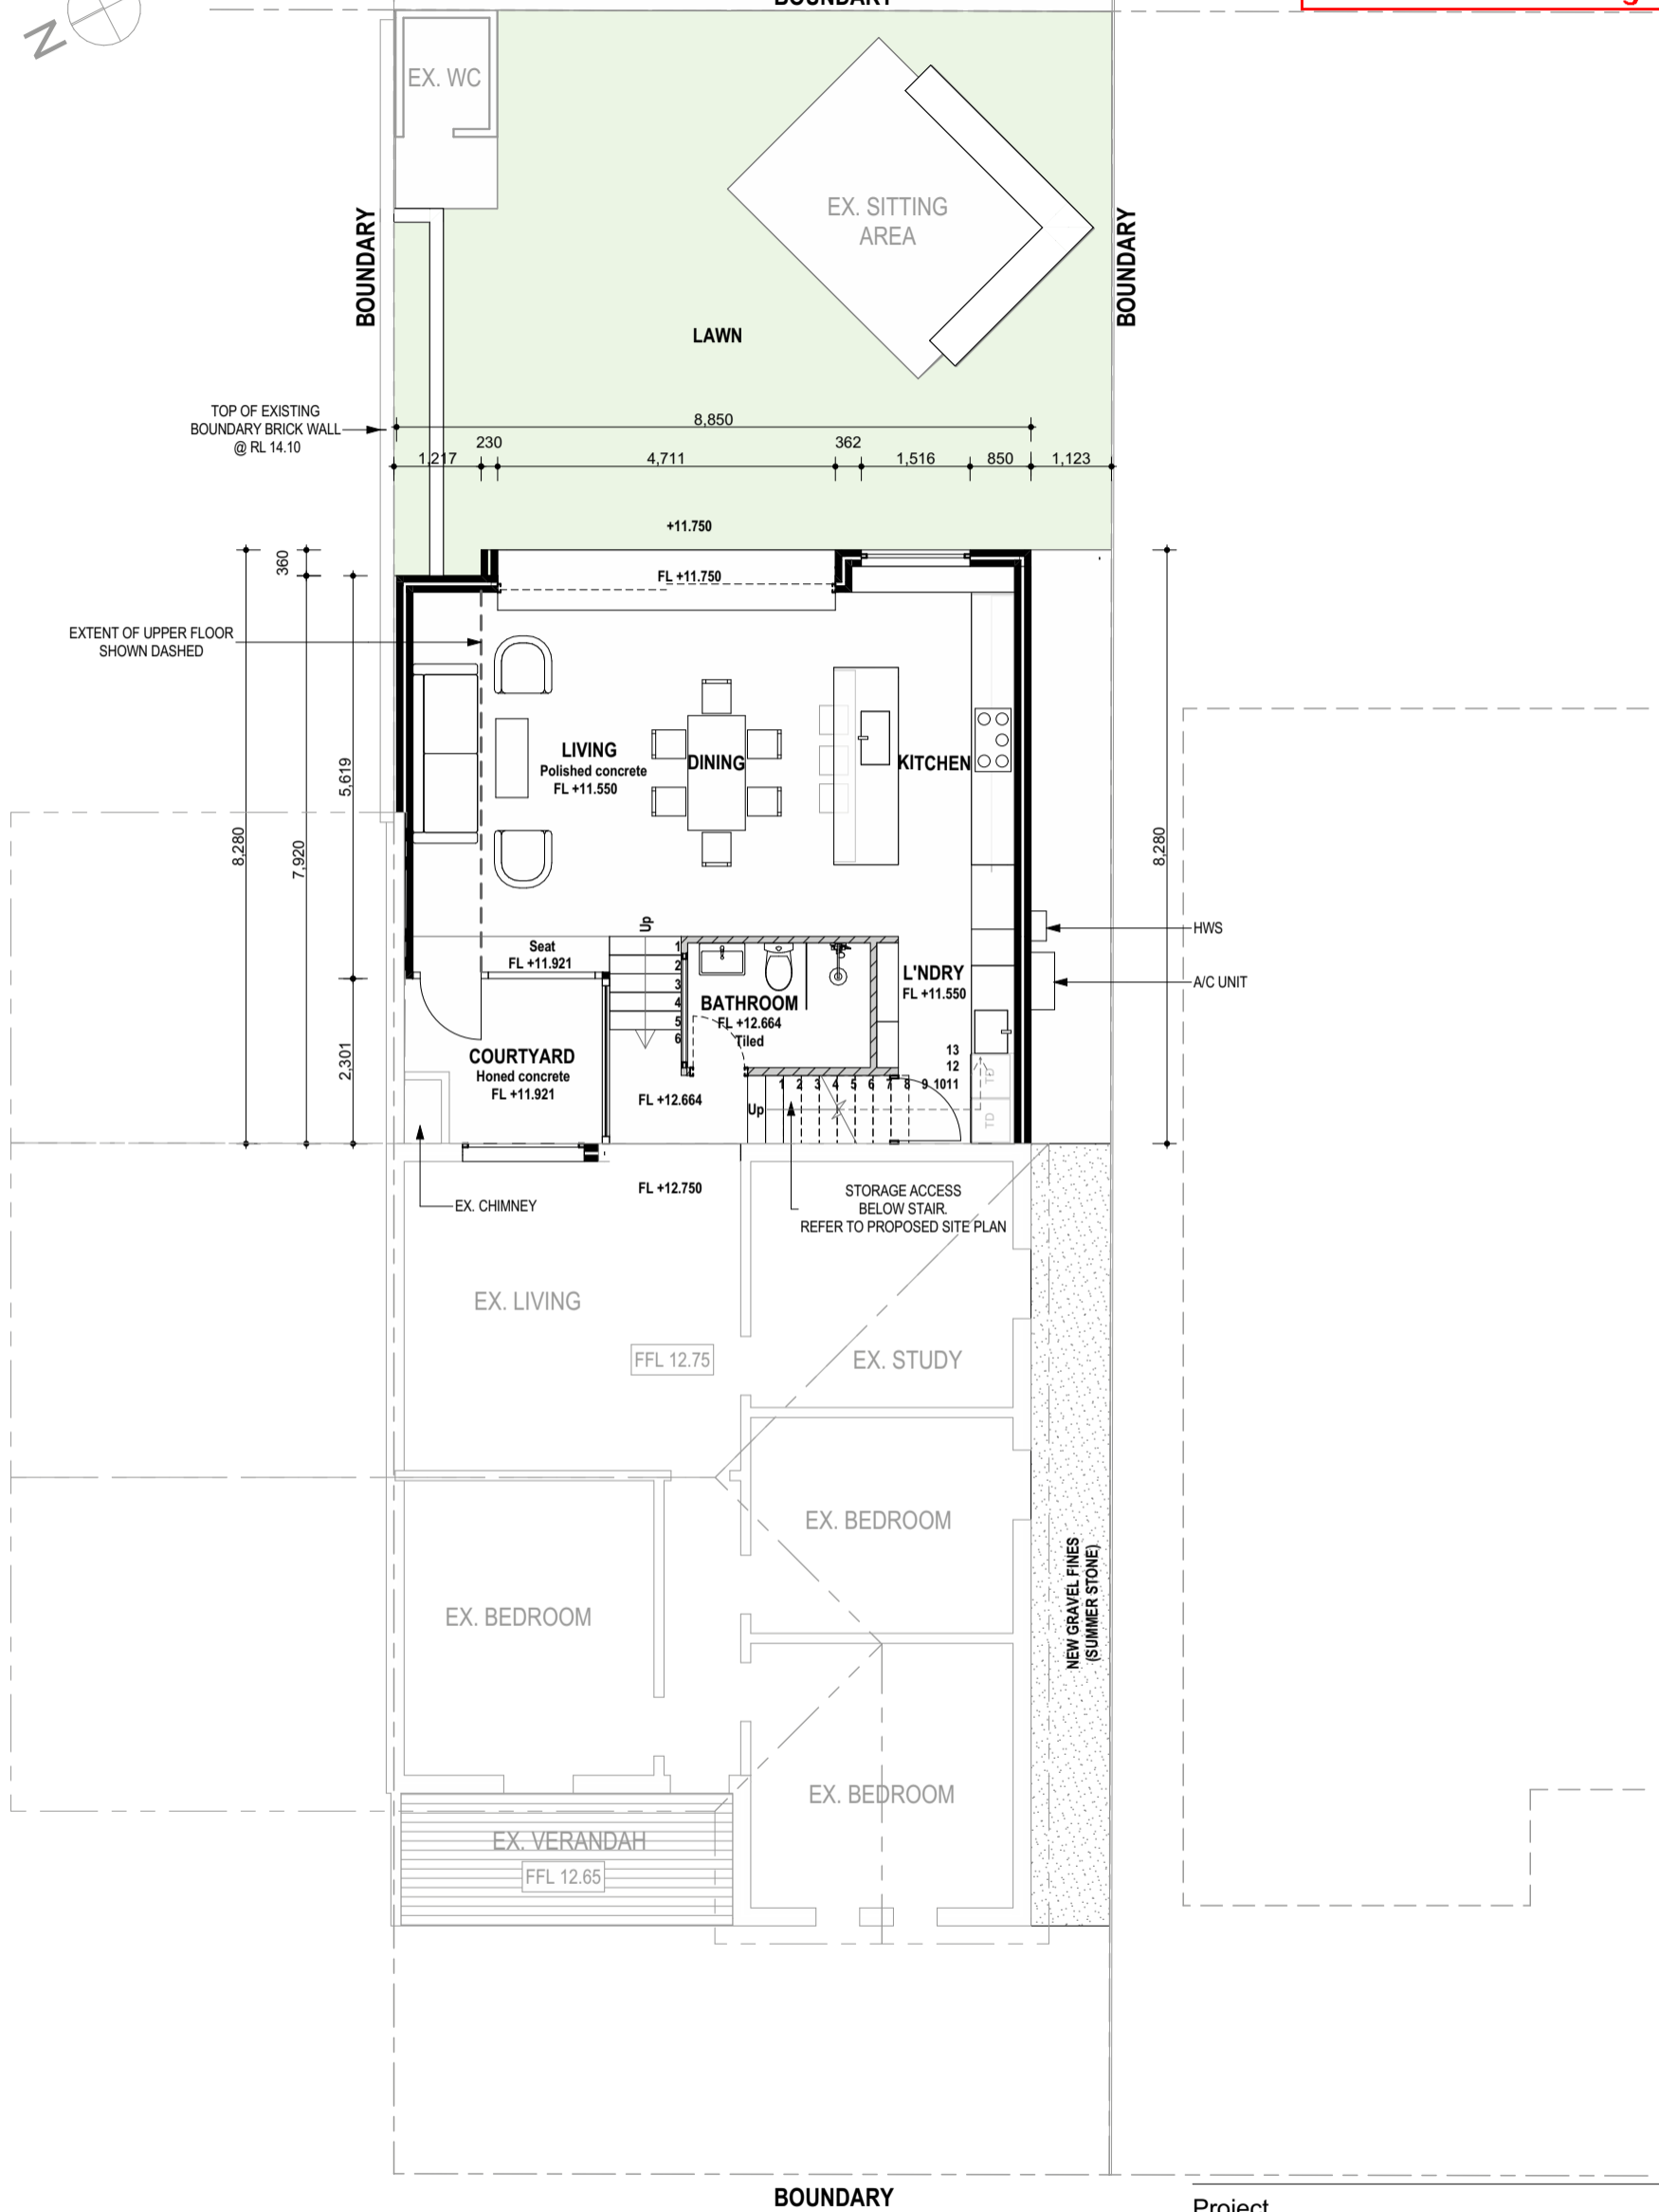 BOUNDARY
N
EX. WC
EX. SITTING
AREA
BOUNDARY
BOUNDARY
LAWN
TOP OF EXISTING
BOUNDARY BRICK WALL
@ RL 14.10
8,850
230
362
1,217
4,711
1,516
850
1,123
+11.750
360
FL +11.750
EXTENT OF UPPER FLOOR
SHOWN DASHED
LIVING
Polished concrete
FL +11.550
DINING
KITCHEN
5,619
8,280
7,920
8,280
Up
HWS
Seat
FL +11.921
1
2
3
4
5
6
BATHROOM
FL +12.664
Tiled
L'NDRY
FL +11.550
A/C UNIT
COURTYARD
Honed concrete
FL +11.921
2,301
13
12
1 2 3 4 5 6 7 8 9 10 11
TD
TD
FL +12.664
Up
EX. CHIMNEY
FL +12.750
STORAGE ACCESS
BELOW STAIR.
REFER TO PROPOSED SITE PLAN
EX. LIVING
FFL 12.75
EX. STUDY
EX. BEDROOM
EX. BEDROOM
NEW GRAVEL FINES
(SUMMER STONE)
EX. BEDROOM
EX. VERANDAH
FFL 12.65
BOUNDARY
Project